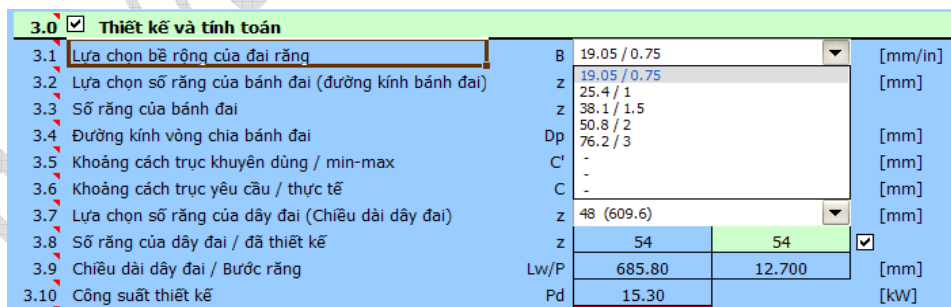 3.0 Thiết kế và tính toán
3.1 Lựa chọn bề rộng của đai răng B 19.05 / 0.75 [mm/in]
19.05 / 0.75
3.2 Lựa chọn số răng của bánh đai (đường kính bánh đai) z 25.4 / 1 [mm]
38.1 / 1.5
3.3 Số răng của bánh đai z 50.8 / 2
3.4 Đường kính vòng chia bánh đai Dp 76.2 / 3 [mm]
3.5 Khoảng cách trục khuyên dùng / min-max C' - [mm]
3.6 Khoảng cách trục yêu cầu / thực tế C - [mm]
3.7 Lựa chọn số răng của dây đai (Chiều dài dây đai) z 48 (609.6) [mm]
3.8 Số răng của dây đai / đã thiết kế z 54 54
3.9 Chiều dài dây đai / Bước răng Lw/P 685.80 12.700 [mm]
3.10 Công suất thiết kế Pd 15.30 [kW]